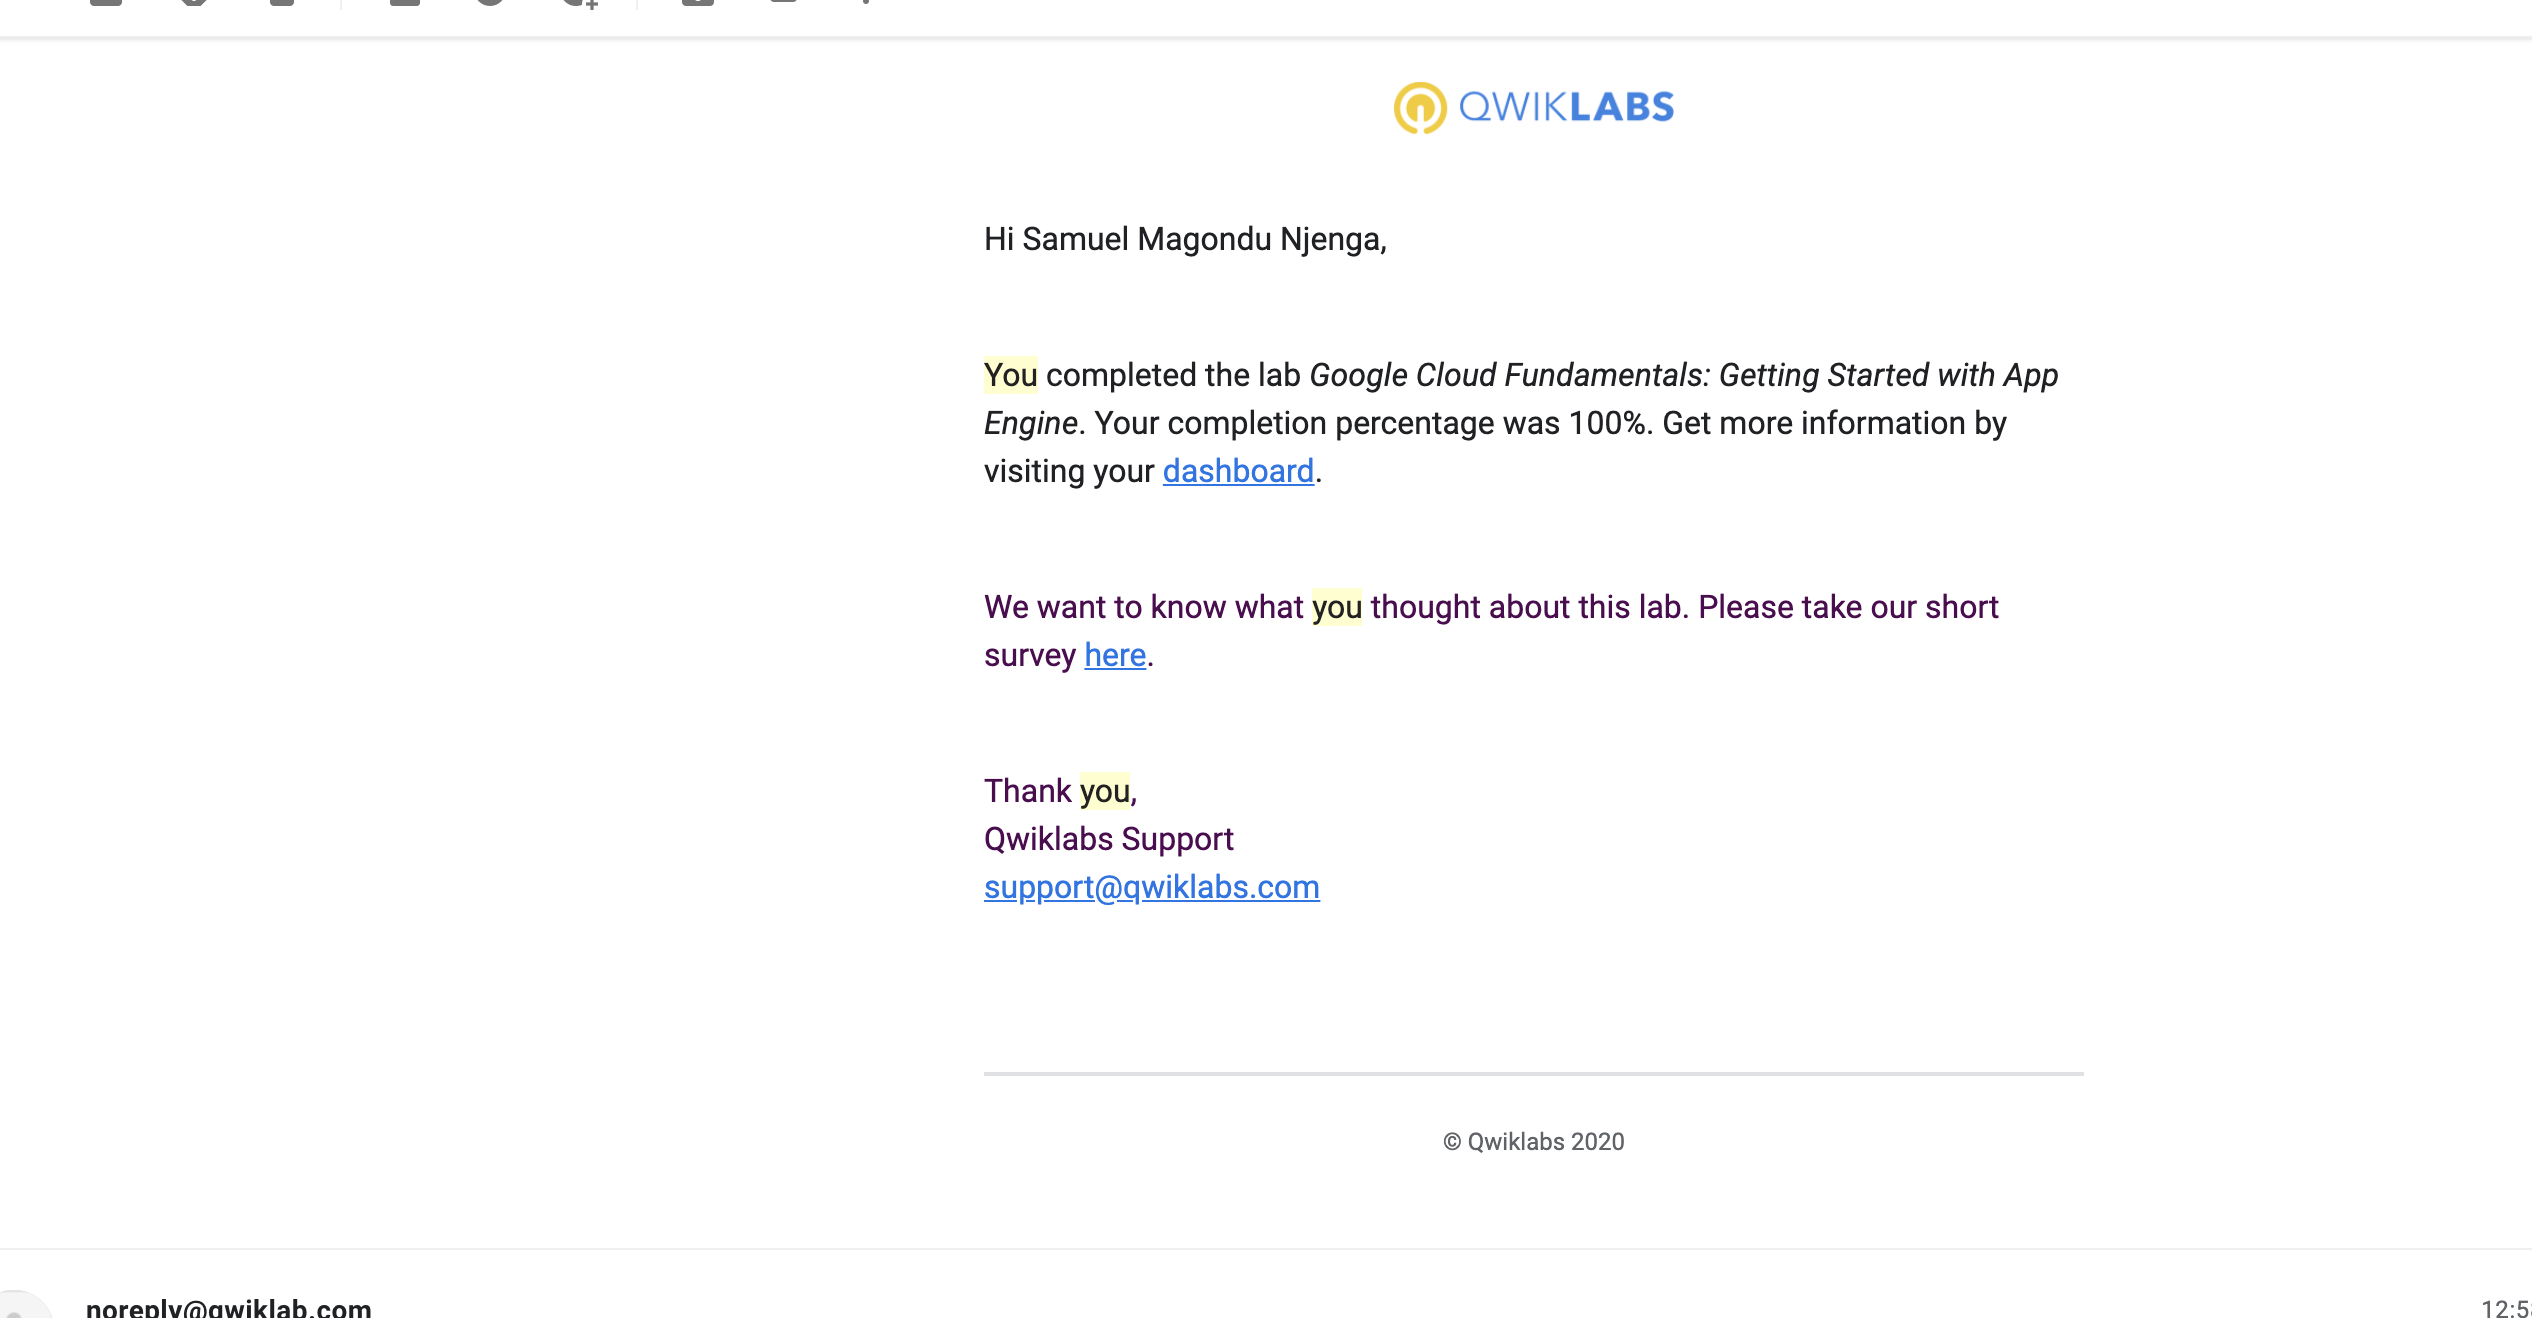 QWIKLABS
Hi Samuel Magondu Njenga,
You completed the lab Google Cloud Fundamentals: Getting Started with App
Engine. Your completion percentage was 100%. Get more information by
visiting your dashboard.
We want to know what you thought about this lab. Please take our short
survey here.
Thank you,
Qwiklabs Support
support@qwiklabs.com
© Qwiklabs 2020
noreply@qwiklab.com